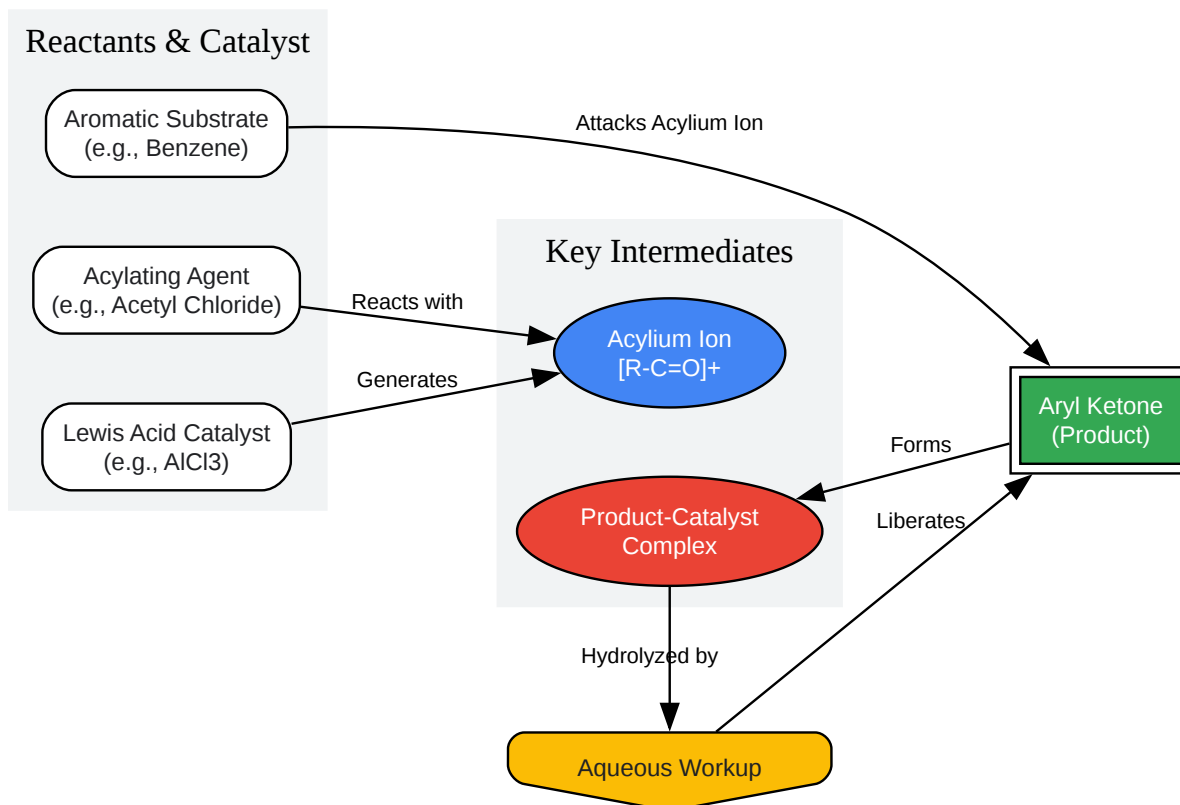 Reactants & Catalyst
Aromatic Substrate
(e.g., Benzene)
Attacks Acylium Ion
Key Intermediates
Acylating Agent
(e.g., Acetyl Chloride)
Reacts with
Acylium Ion
[R-C=O]+
Generates
Lewis Acid Catalyst
(e.g., AlCl3)
Aryl Ketone
(Product)
Forms
Product-Catalyst
Complex
Liberates
Hydrolyzed by
Aqueous Workup